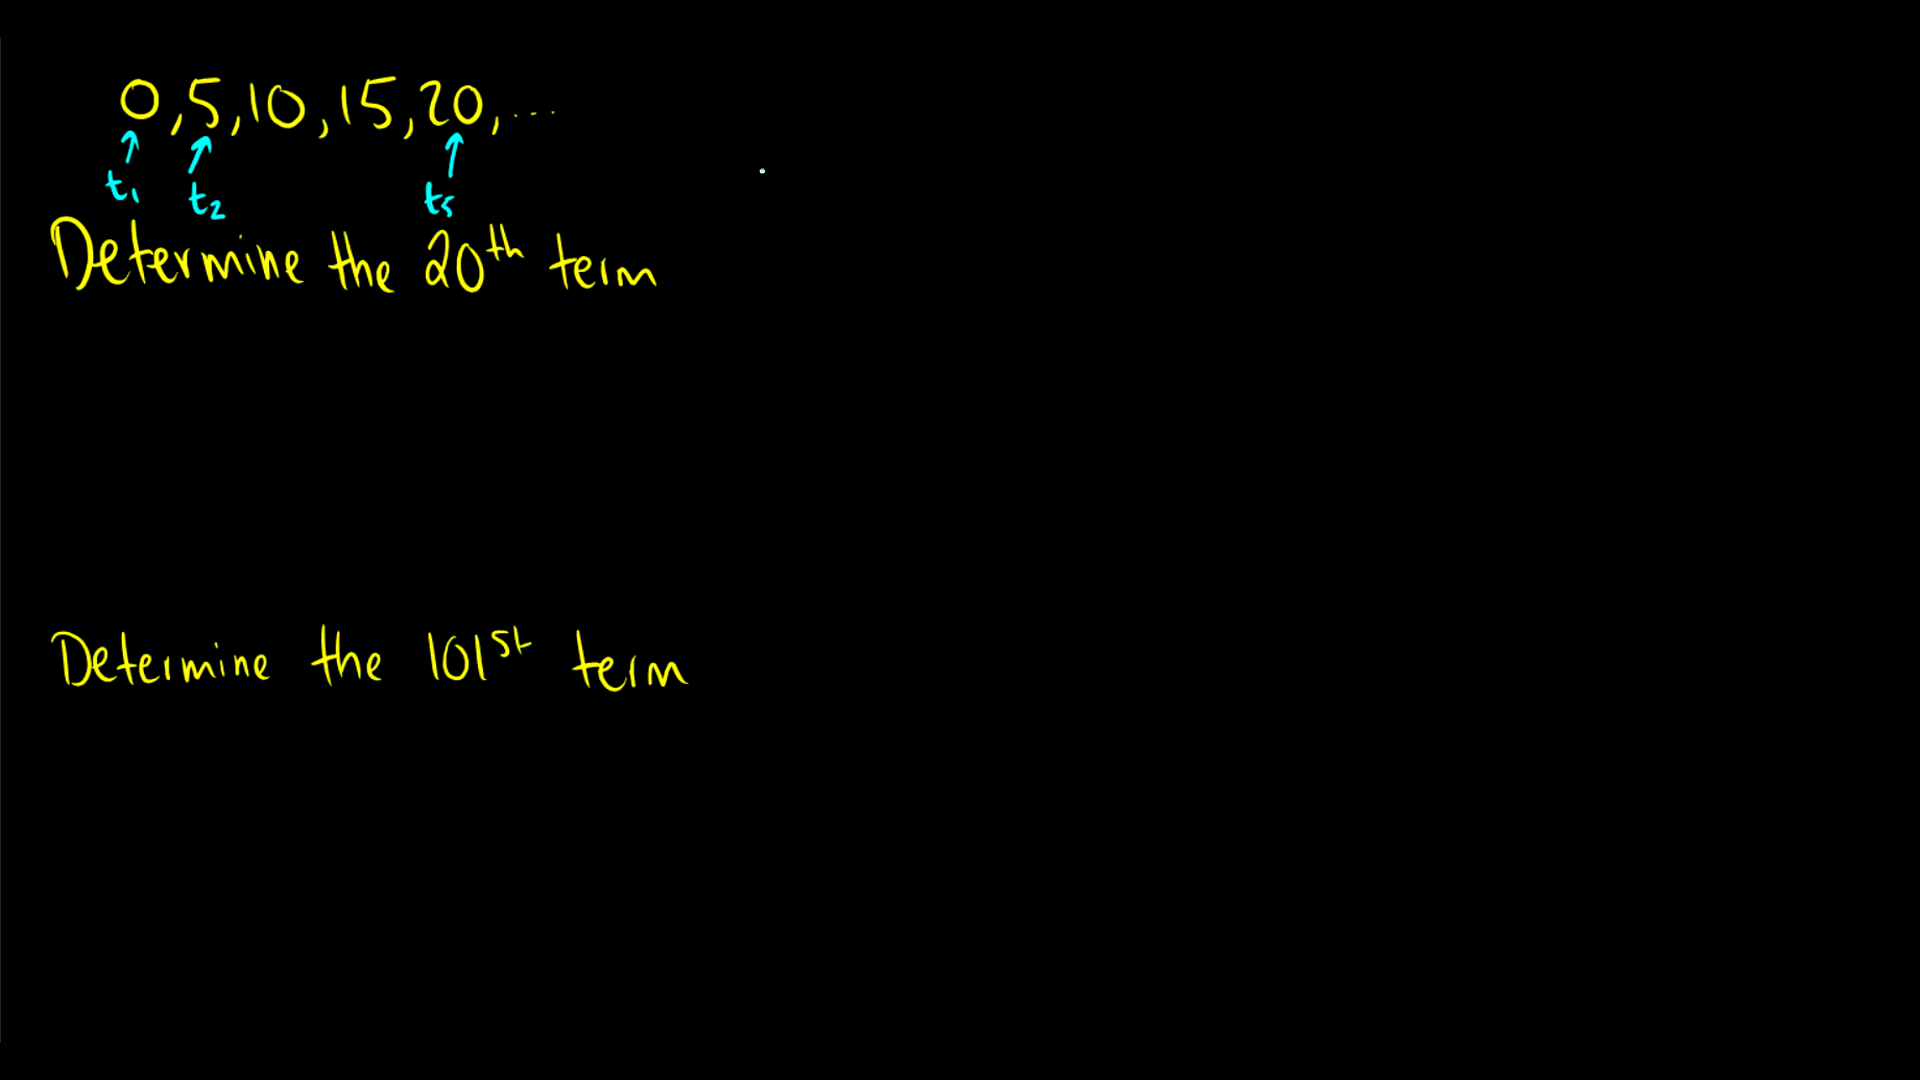 0, 5, 10, 15, 20, ...
t₁ t₂ t₅
Determine the 20th term
Determine the 101st term